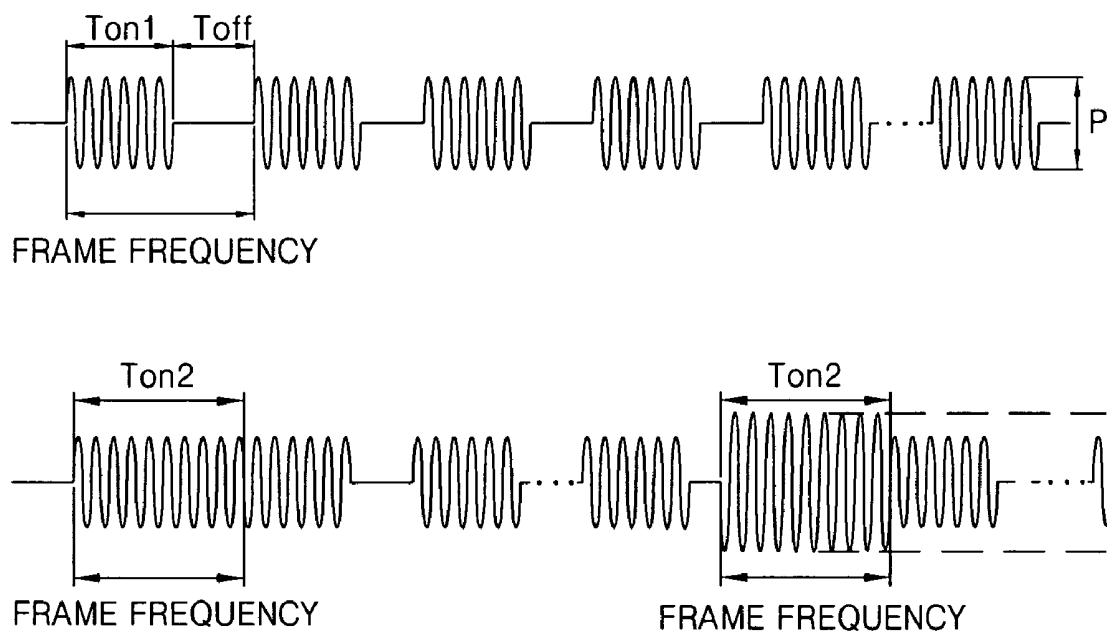 Ton1 Toff
P
FRAME FREQUENCY
Ton2 Ton2
FRAME FREQUENCY FRAME FREQUENCY